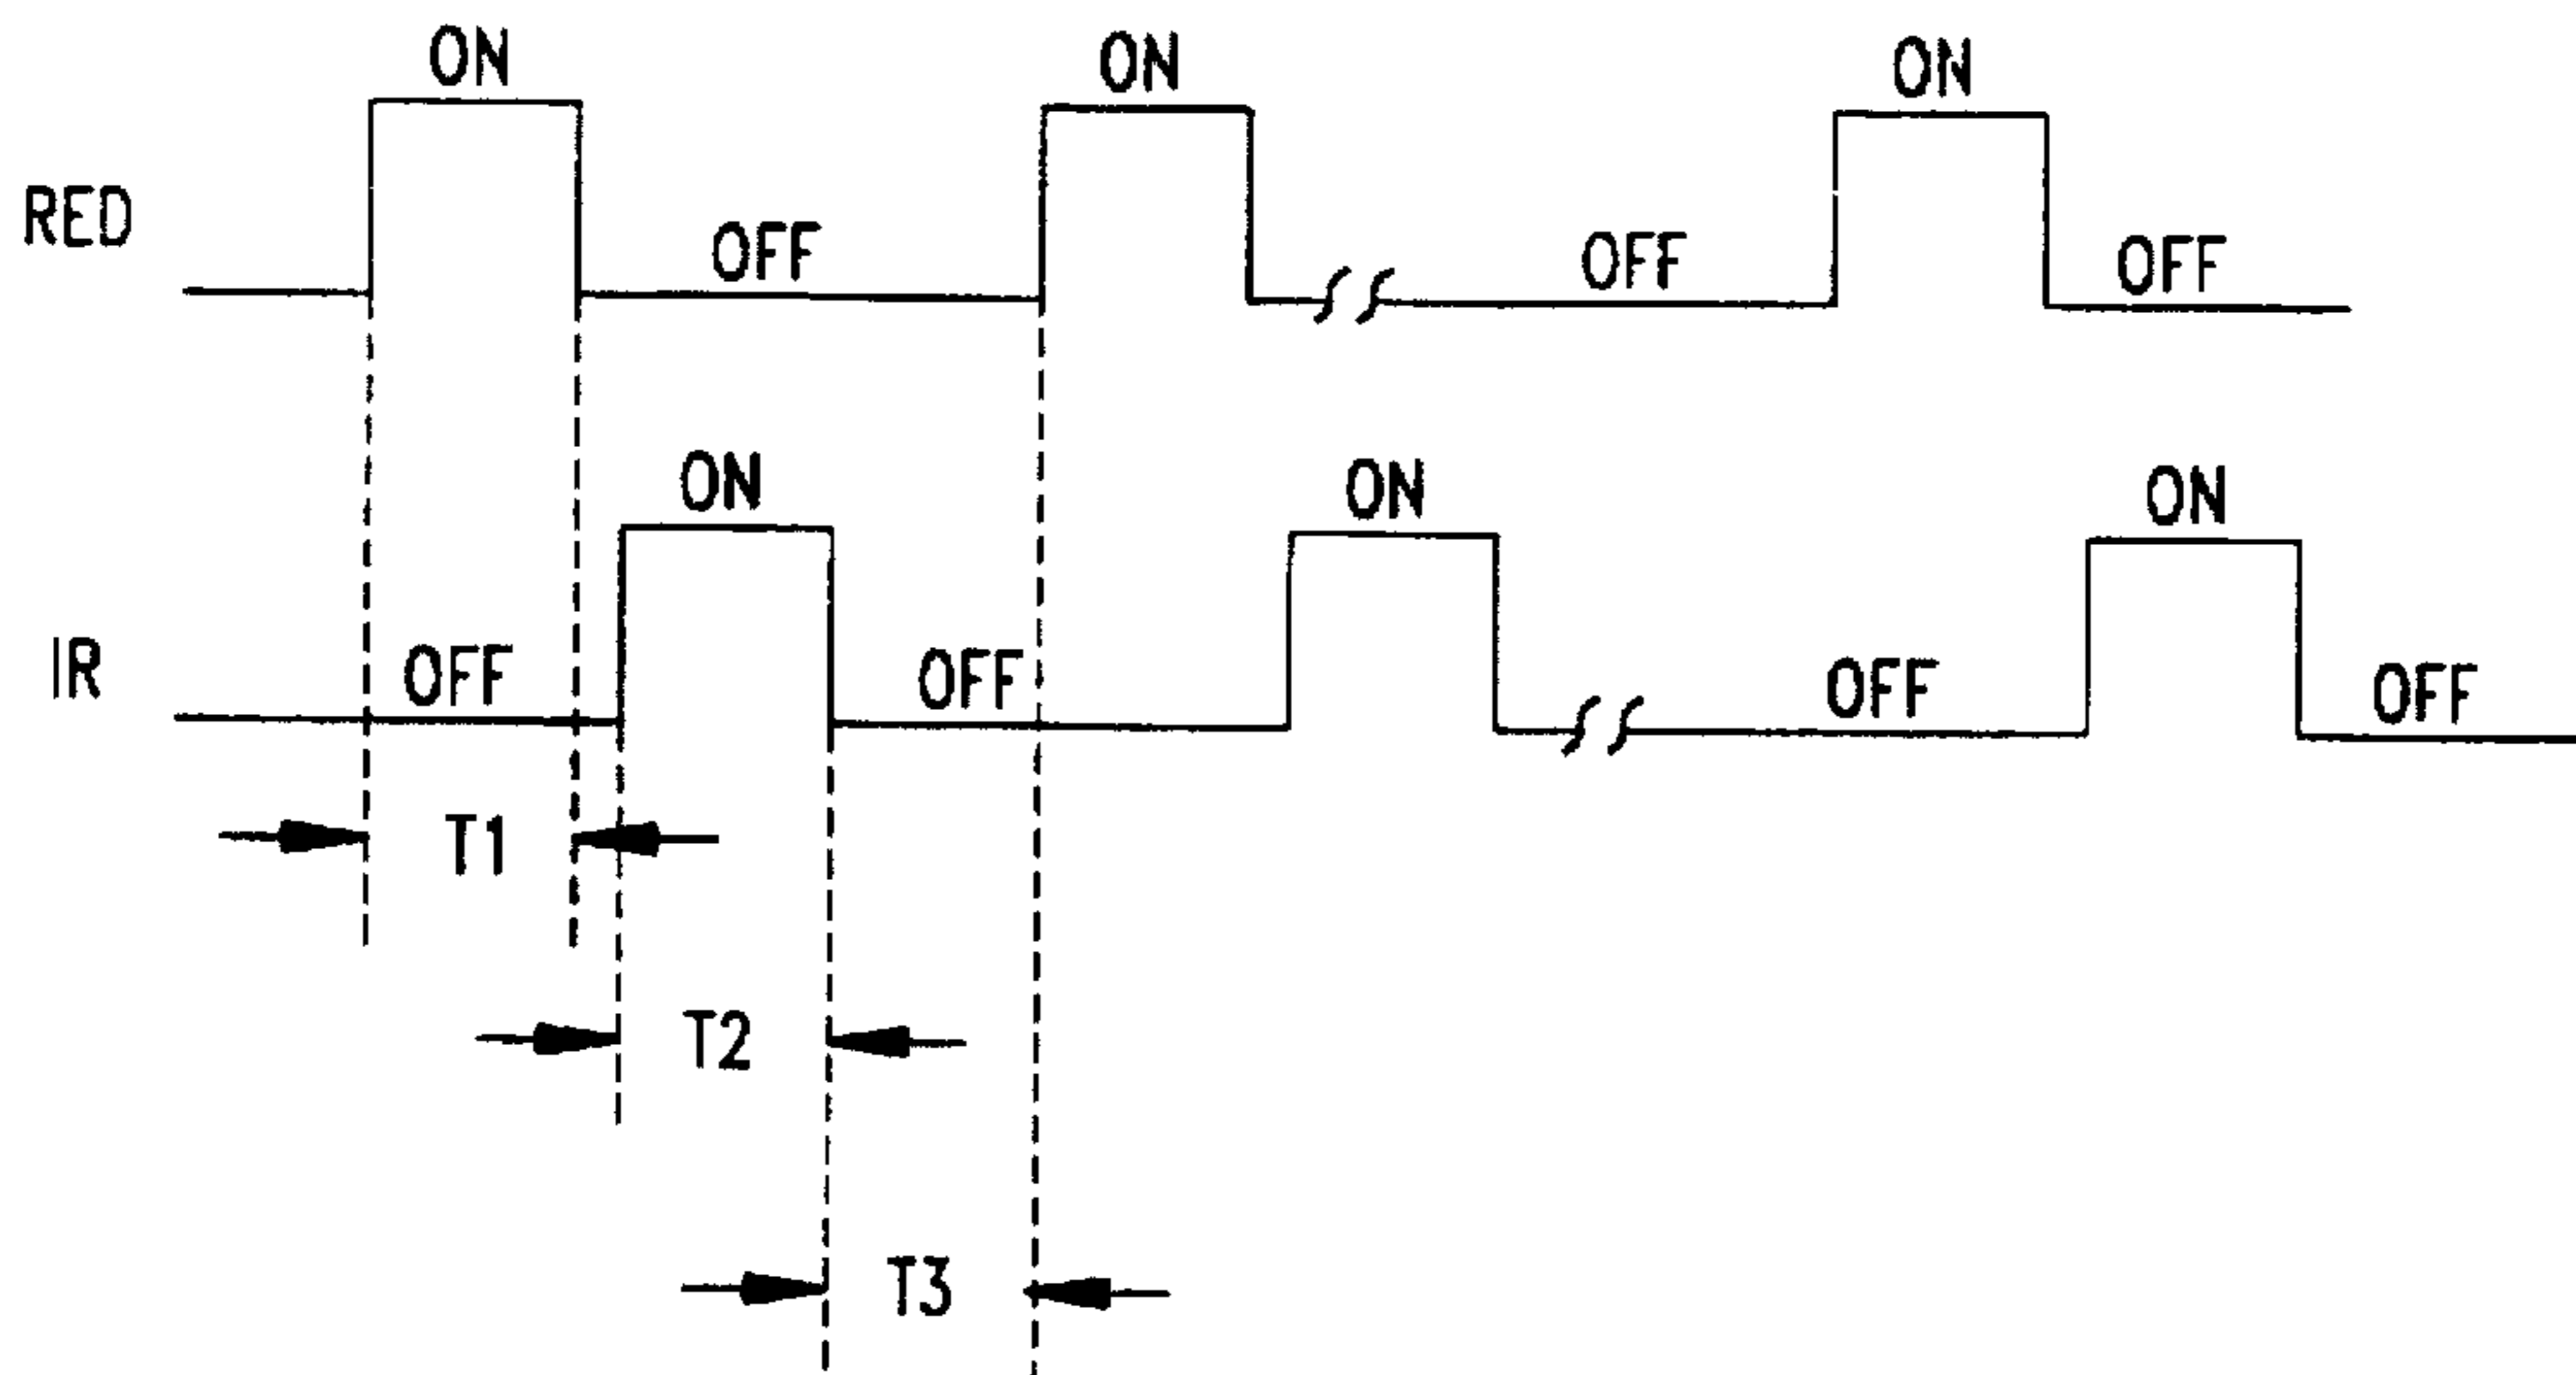 ON ON ON
RED OFF OFF OFF
ON ON ON
IR OFF OFF OFF OFF
T1
T2
T3